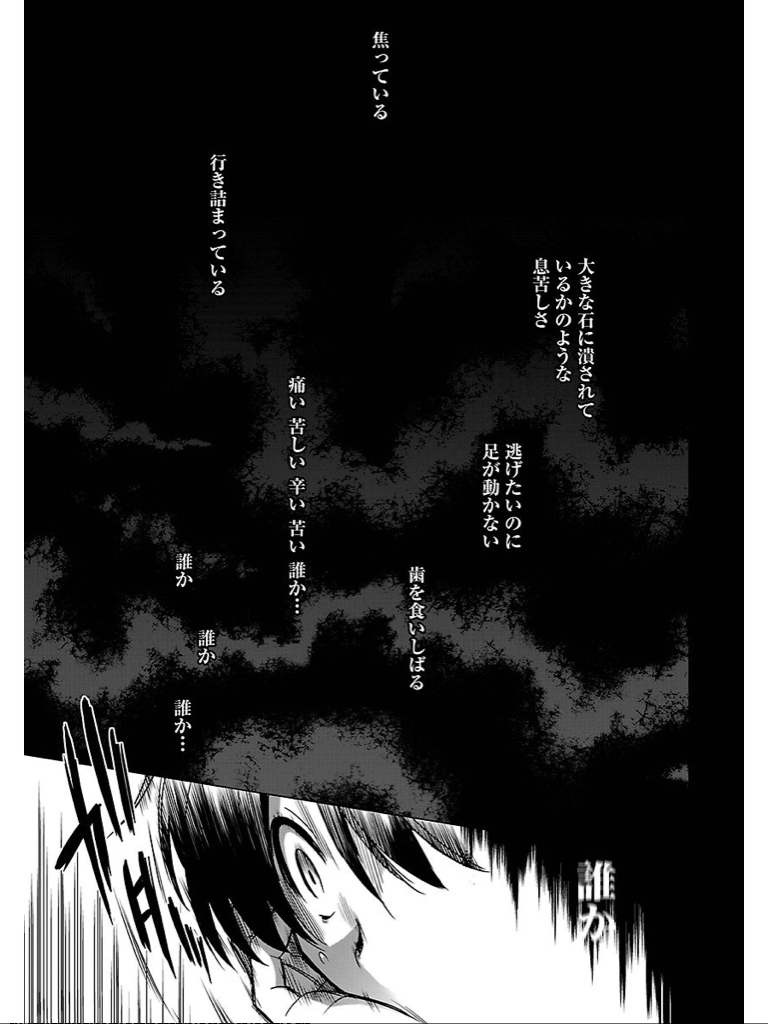 焦っている
大きな石に潰されて
いるかのような
息苦しさ
行き詰まっている
逃げたいのに
足が動かない
歯を食いしばる
痛い 苦しい 辛い 苦い 誰か…
誰か
誰か
誰か…
誰か